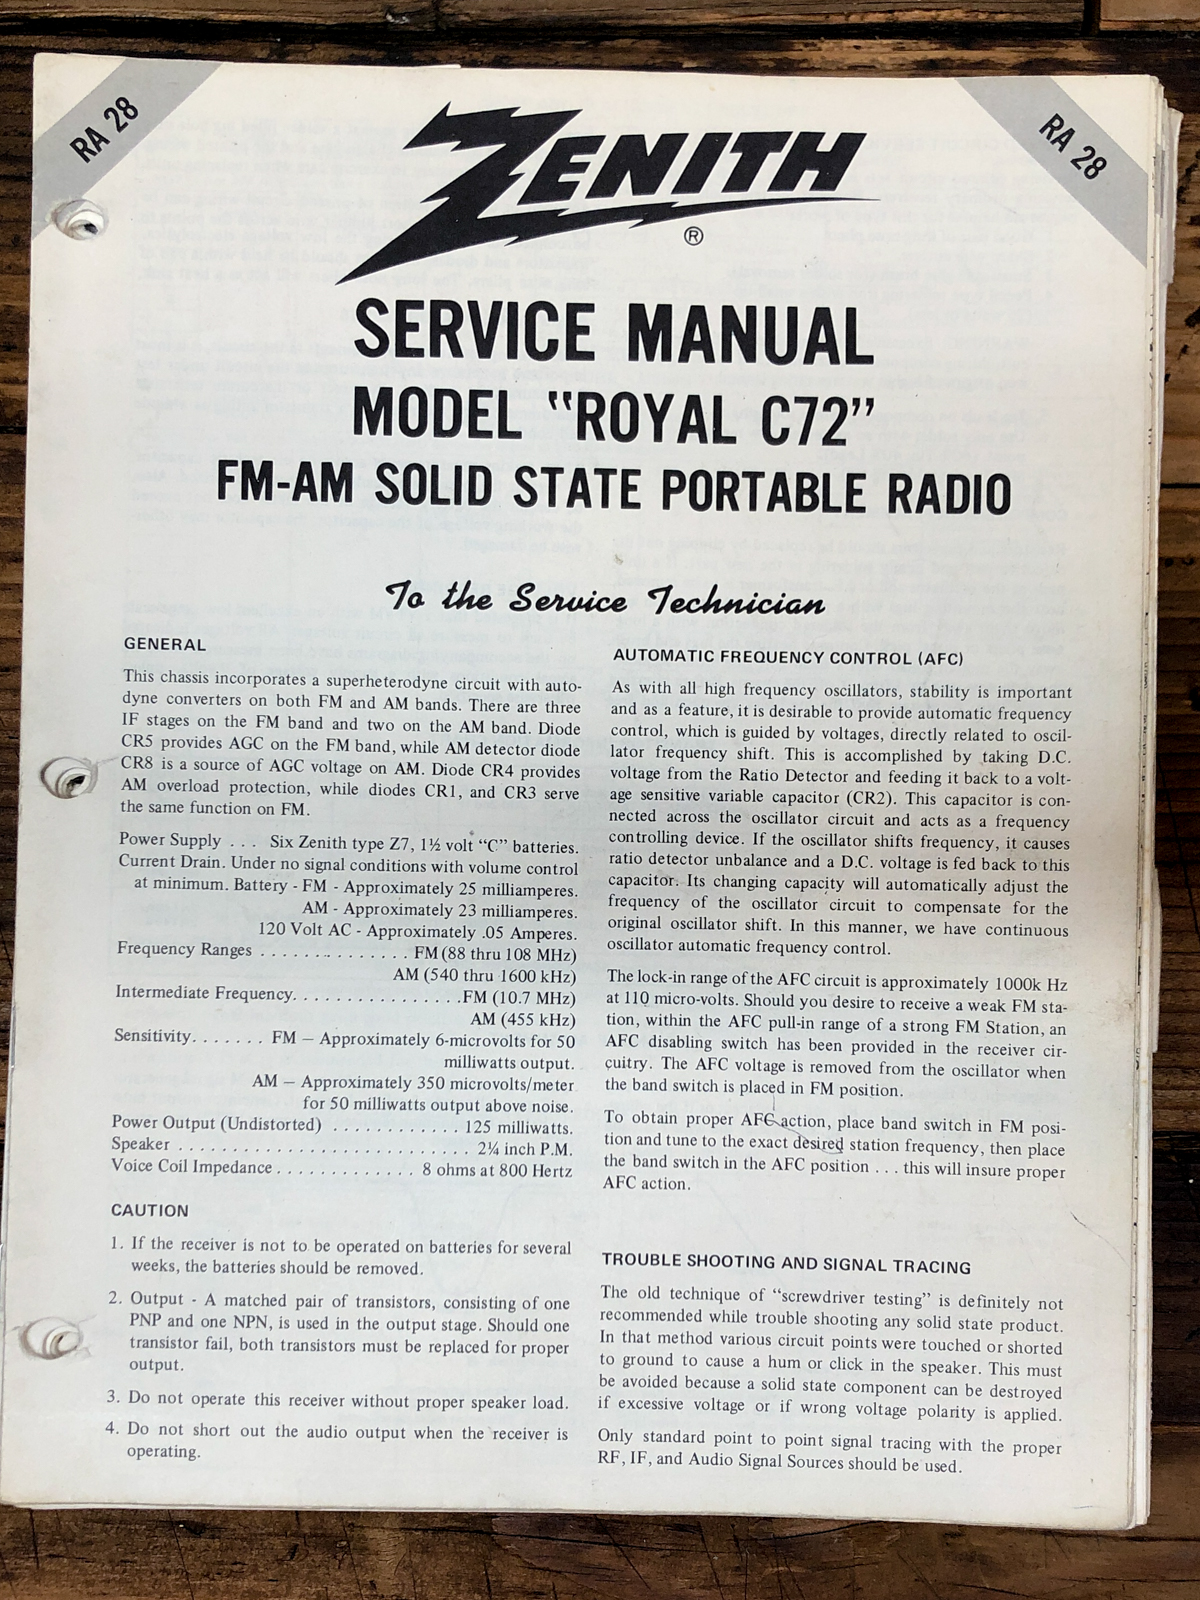 RA 28
RA 28
ZENITH
®
SERVICE MANUAL
MODEL "ROYAL C72"
FM-AM SOLID STATE PORTABLE RADIO
To the Service Technician
GENERAL
This chassis incorporates a superheterodyne circuit with auto-
dyne converters on both FM and AM bands. There are three
IF stages on the FM band and two on the AM band. Diode
CR5 provides AGC on the FM band, while AM detector diode
CR8 is a source of AGC voltage on AM. Diode CR4 provides
AM overload protection, while diodes CR1, and CR3 serve
the same function on FM.
Power Supply . . . Six Zenith type Z7, 1½ volt "C" batteries.
Current Drain. Under no signal conditions with volume control
at minimum. Battery - FM - Approximately 25 milliamperes.
AM - Approximately 23 milliamperes.
120 Volt AC - Approximately .05 Amperes.
Frequency Ranges . . . . . . . . . . . . . . FM (88 thru 108 MHz)
AM (540 thru 1600 kHz)
Intermediate Frequency. . . . . . . . . . . . . . . .FM (10.7 MHz)
AM (455 kHz)
Sensitivity. . . . . . . FM — Approximately 6-microvolts for 50
milliwatts output.
AM — Approximately 350 microvolts/meter
for 50 milliwatts output above noise.
Power Output (Undistorted) . . . . . . . . . . . . 125 milliwatts.
Speaker . . . . . . . . . . . . . . . . . . . . . . . . . . . 2¼ inch P.M.
Voice Coil Impedance . . . . . . . . . . . . . 8 ohms at 800 Hertz
CAUTION
1. If the receiver is not to be operated on batteries for several
weeks, the batteries should be removed.
2. Output - A matched pair of transistors, consisting of one
PNP and one NPN, is used in the output stage. Should one
transistor fail, both transistors must be replaced for proper
output.
3. Do not operate this receiver without proper speaker load.
4. Do not short out the audio output when the receiver is
operating.
AUTOMATIC FREQUENCY CONTROL (AFC)
As with all high frequency oscillators, stability is important
and as a feature, it is desirable to provide automatic frequency
control, which is guided by voltages, directly related to oscil-
lator frequency shift. This is accomplished by taking D.C.
voltage from the Ratio Detector and feeding it back to a volt-
age sensitive variable capacitor (CR2). This capacitor is con-
nected across the oscillator circuit and acts as a frequency
controlling device. If the oscillator shifts frequency, it causes
ratio detector unbalance and a D.C. voltage is fed back to this
capacitor. Its changing capacity will automatically adjust the
frequency of the oscillator circuit to compensate for the
original oscillator shift. In this manner, we have continuous
oscillator automatic frequency control.
The lock-in range of the AFC circuit is approximately 1000k Hz
at 110 micro-volts. Should you desire to receive a weak FM sta-
tion, within the AFC pull-in range of a strong FM Station, an
AFC disabling switch has been provided in the receiver cir-
cuitry. The AFC voltage is removed from the oscillator when
the band switch is placed in FM position.
To obtain proper AFC action, place band switch in FM posi-
tion and tune to the exact desired station frequency, then place
the band switch in the AFC position . . . this will insure proper
AFC action.
TROUBLE SHOOTING AND SIGNAL TRACING
The old technique of "screwdriver testing" is definitely not
recommended while trouble shooting any solid state product.
In that method various circuit points were touched or shorted
to ground to cause a hum or click in the speaker. This must
be avoided because a solid state component can be destroyed
if excessive voltage or if wrong voltage polarity is applied.
Only standard point to point signal tracing with the proper
RF, IF, and Audio Signal Sources should be used.